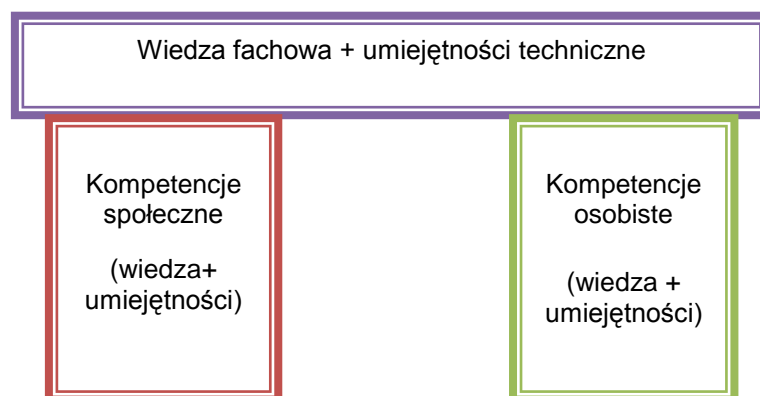 Wiedza fachowa + umiejętności techniczne
Kompetencje
społeczne
(wiedza+
umiejętności)
Kompetencje
osobiste
(wiedza +
umiejętności)